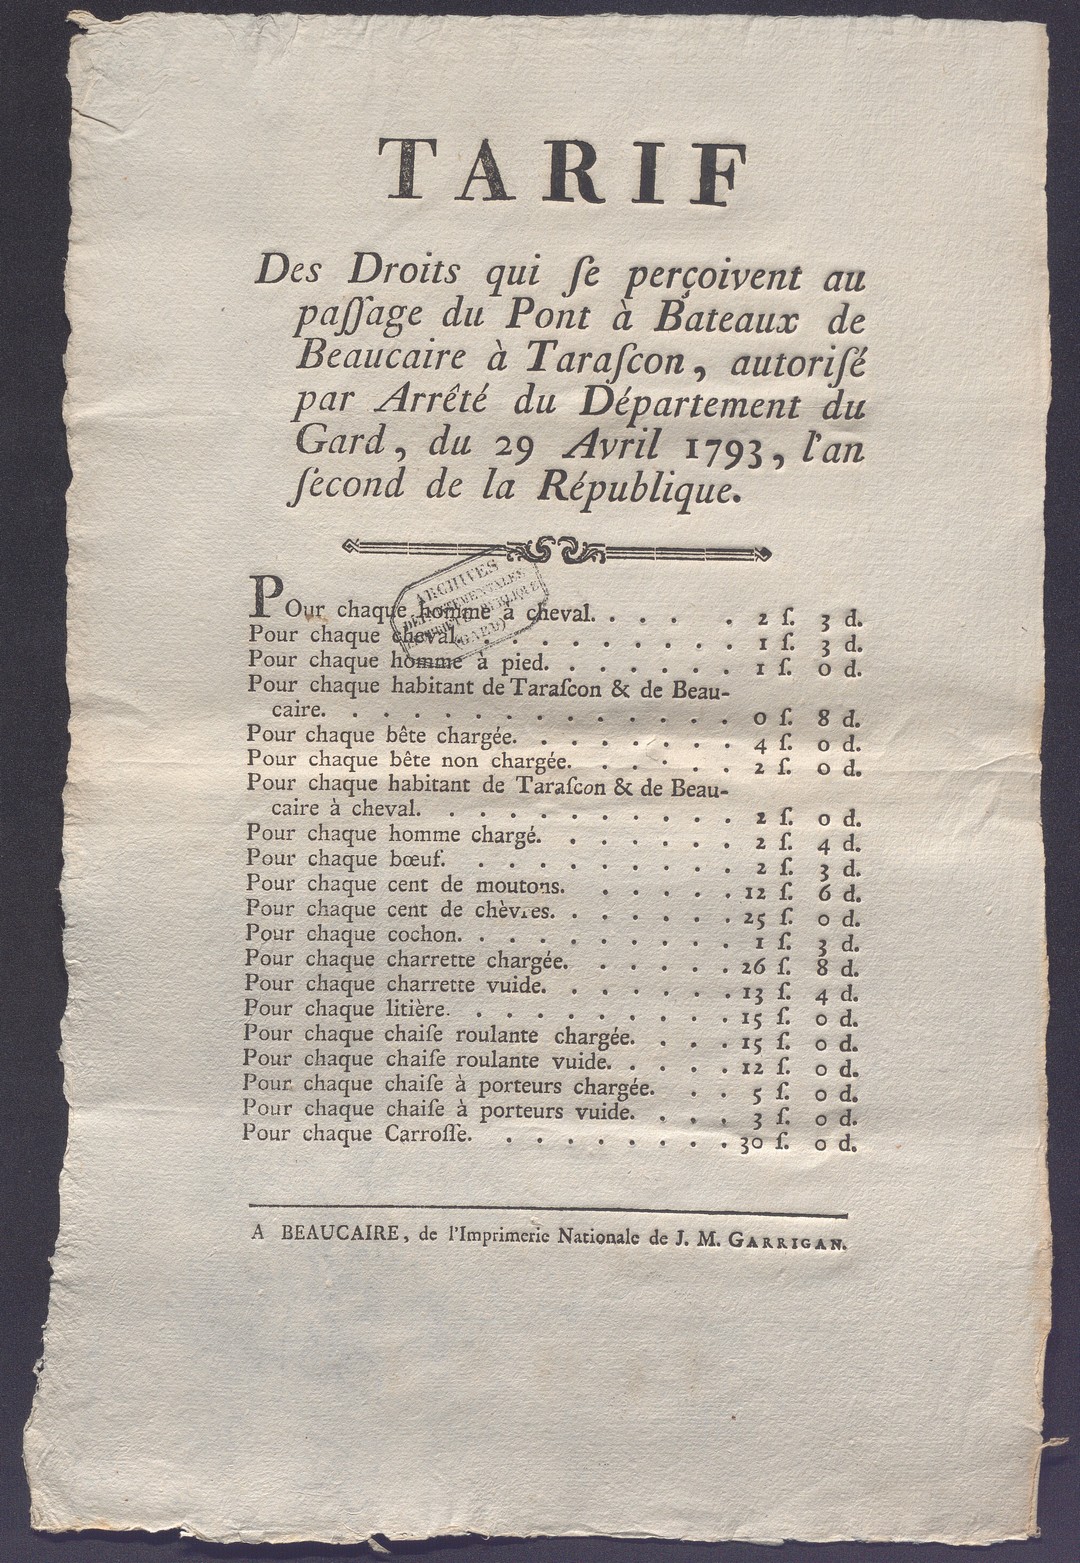 TARIF
Des Droits qui ſe perçoivent au
paſſage du Pont à Bateaux de
Beaucaire à Taraſcon, autoriſé
par Arrêté du Département du
Gard, du 29 Avril 1793, l'an
ſecond de la République.
ARCHIVES
DÉPARTEMENTALES
PROPRIÉTÉ PUBLIQUE
(GARD)
POur chaque homme à cheval. . . . . 2 ſ. 3 d.
Pour chaque cheval. . . . . . . . . . . 1 ſ. 3 d.
Pour chaque homme à pied. . . . . . . 1 ſ. 0 d.
Pour chaque habitant de Taraſcon & de Beau-
caire. . . . . . . . . . . . . . . 0 ſ. 8 d.
Pour chaque bête chargée. . . . . . . . 4 ſ. 0 d.
Pour chaque bête non chargée. . . . . . 2 ſ. 0 d.
Pour chaque habitant de Taraſcon & de Beau-
caire à cheval. . . . . . . . . . . 2 ſ. 0 d.
Pour chaque homme chargé. . . . . . . 2 ſ. 4 d.
Pour chaque bœuf. . . . . . . . . . 2 ſ. 3 d.
Pour chaque cent de moutons. . . . . . 12 ſ. 6 d.
Pour chaque cent de chèvres. . . . . . . 25 ſ. 0 d.
Pour chaque cochon. . . . . . . . . . 1 ſ. 3 d.
Pour chaque charrette chargée. . . . . . 26 ſ. 8 d.
Pour chaque charrette vuide. . . . . . . 13 ſ. 4 d.
Pour chaque litière. . . . . . . . . . 15 ſ. 0 d.
Pour chaque chaiſe roulante chargée. . . . 15 ſ. 0 d.
Pour chaque chaiſe roulante vuide. . . . . 12 ſ. 0 d.
Pour chaque chaiſe à porteurs chargée. . . 5 ſ. 0 d.
Pour chaque chaiſe à porteurs vuide. . . . 3 ſ. 0 d.
Pour chaque Carroſſe. . . . . . . . . 30 ſ. 0 d.
A BEAUCAIRE, de l'Imprimerie Nationale de J. M. GARRIGAN.